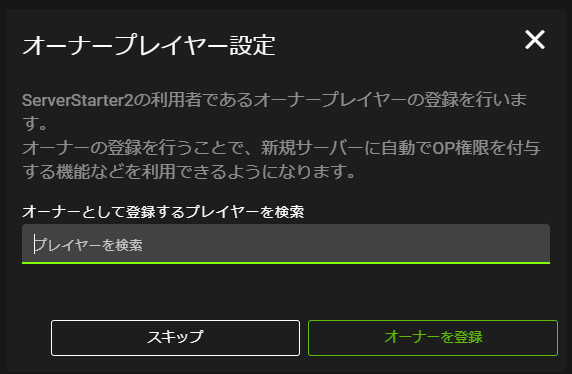 オーナープレイヤー設定
ServerStarter2の利用者であるオーナープレイヤーの登録を行いま
す。
オーナーの登録を行うことで、新規サーバーに自動でOP権限を付与
する機能などを利用できるようになります。
オーナーとして登録するプレイヤーを検索
プレイヤーを検索
スキップ
オーナーを登録